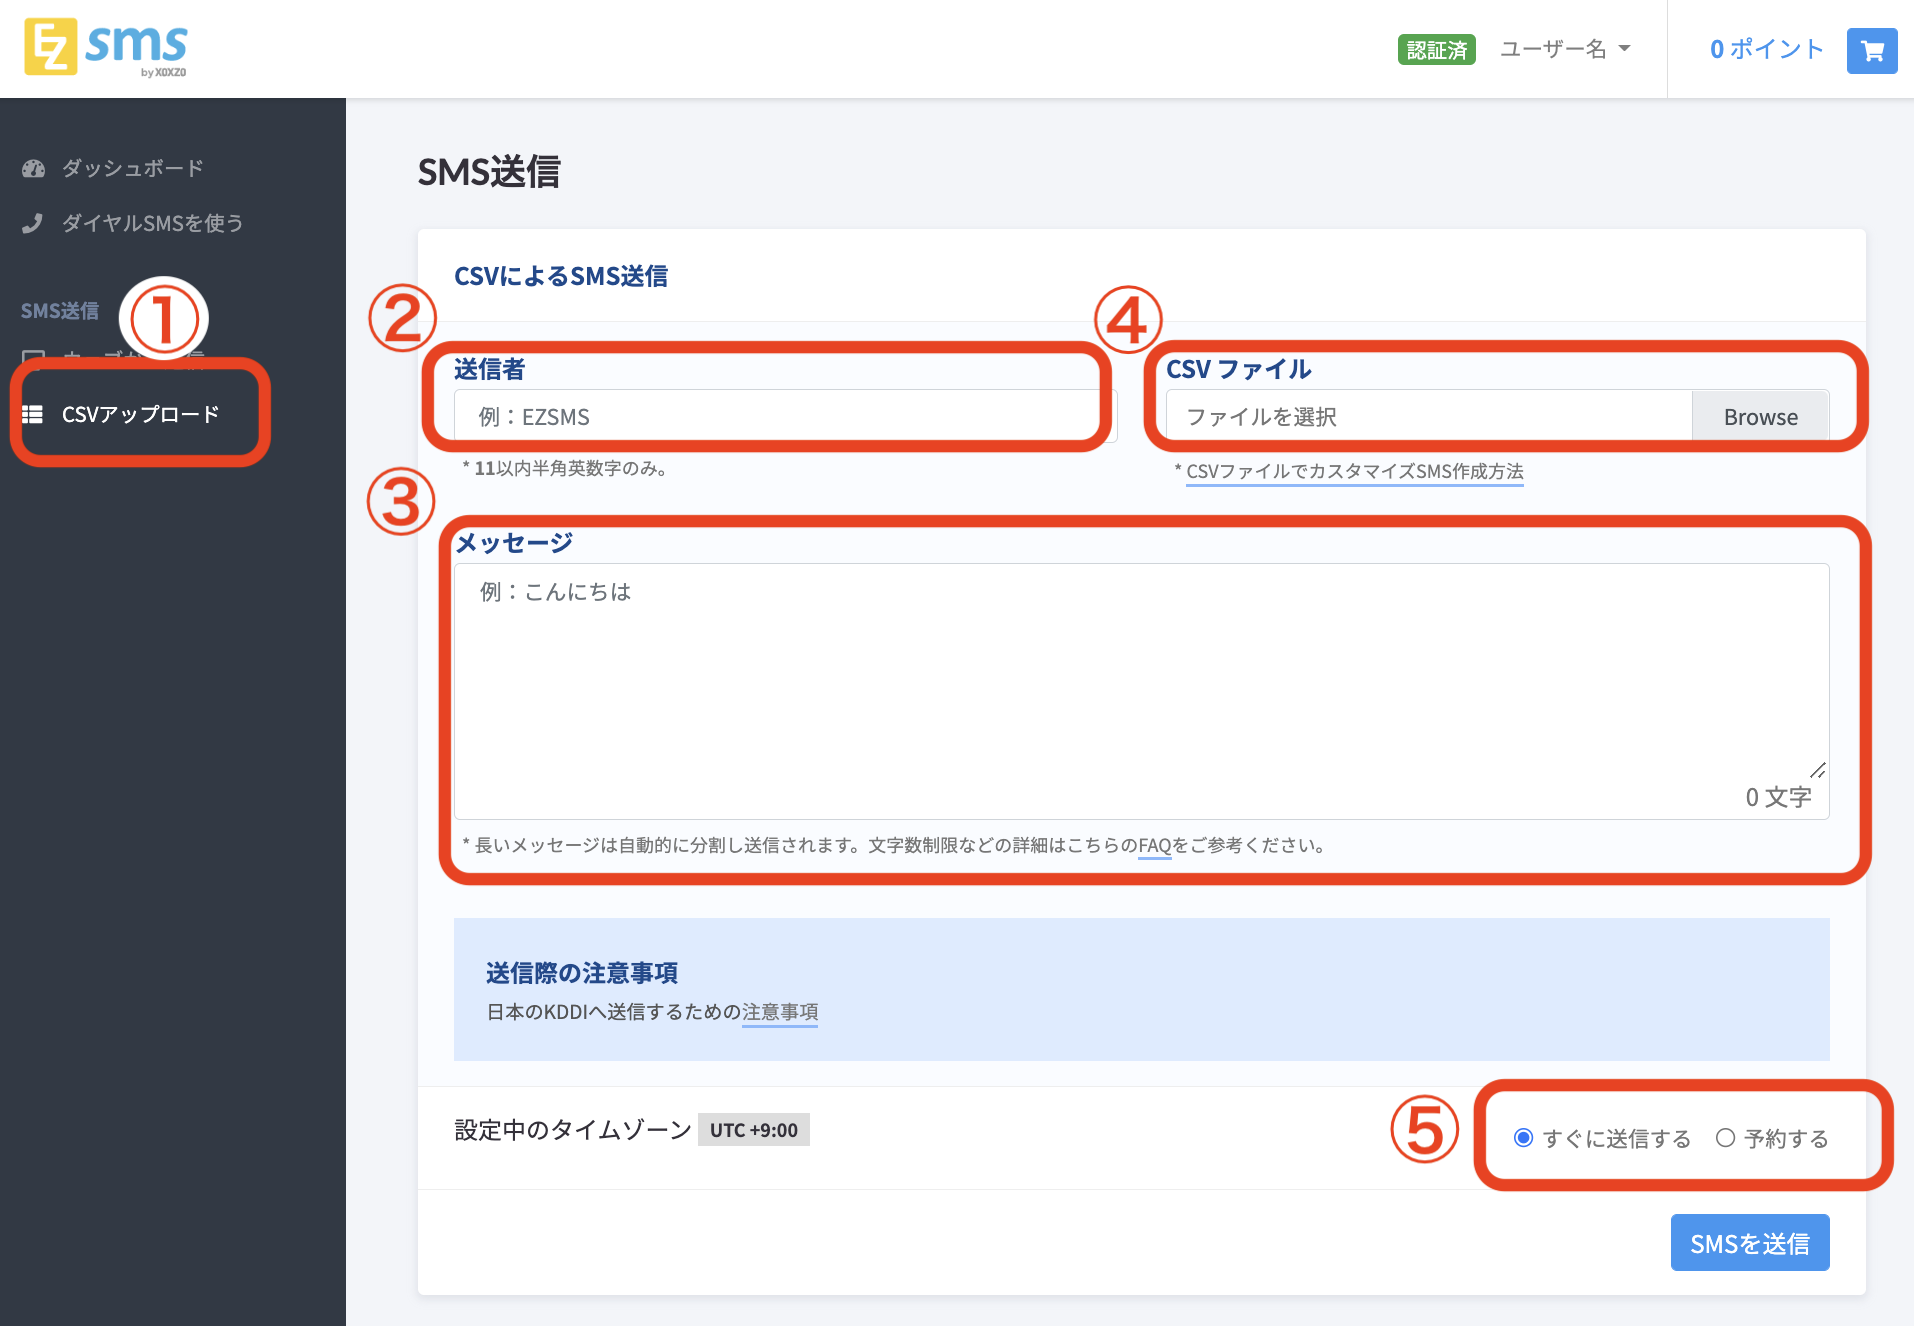 EZ sms
by XOXZO
認証済 ユーザー名 0 ポイント
ダッシュボード
ダイヤルSMSを使う
SMS送信
①
CSVアップロード
SMS送信
CSVによるSMS送信
②
送信者
例：EZSMS
* 11以内半角英数字のみ。
④
CSV ファイル
ファイルを選択 Browse
* CSVファイルでカスタマイズSMS作成方法
③
メッセージ
例：こんにちは
0 文字
* 長いメッセージは自動的に分割し送信されます。文字数制限などの詳細はこちらのFAQをご参考ください。
送信際の注意事項
日本のKDDIへ送信するための注意事項
設定中のタイムゾーン UTC +9:00
⑤
すぐに送信する 予約する
SMSを送信